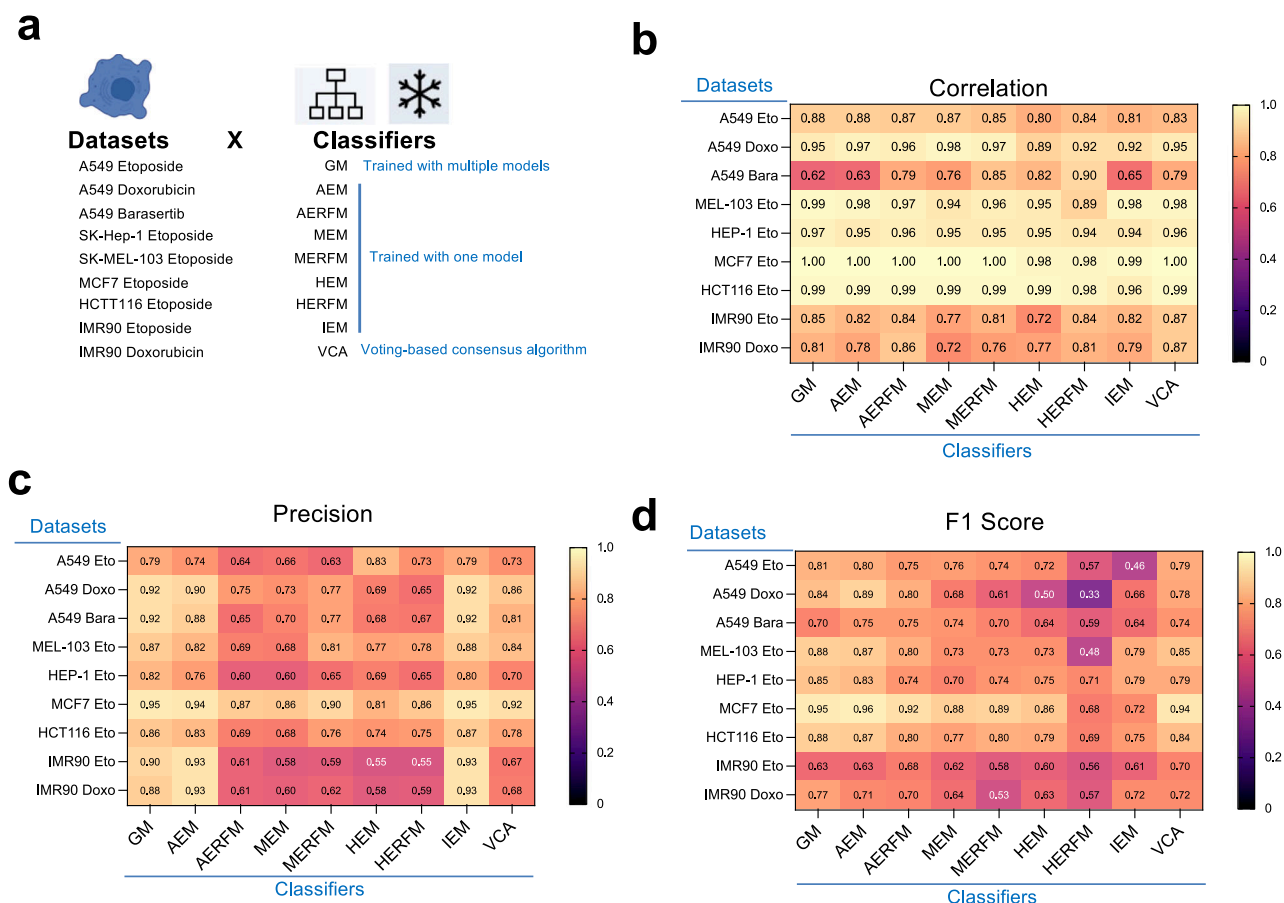 a
Datasets X Classifiers
A549 Etoposide
A549 Doxorubicin
A549 Barasertib
SK-Hep-1 Etoposide
SK-MEL-103 Etoposide
MCF7 Etoposide
HCTT116 Etoposide
IMR90 Etoposide
IMR90 Doxorubicin
GM Trained with multiple models
AEM
AERFM
MEM
MERFM Trained with one model
HEM
HERFM
IEM
VCA Voting-based consensus algorithm
b
Datasets
Correlation
A549 Eto 0.88 0.88 0.87 0.87 0.85 0.80 0.84 0.81 0.83
A549 Doxo 0.95 0.97 0.96 0.98 0.97 0.89 0.92 0.92 0.95
A549 Bara 0.62 0.63 0.79 0.76 0.85 0.82 0.90 0.65 0.79
MEL-103 Eto 0.99 0.98 0.97 0.94 0.96 0.95 0.89 0.98 0.98
HEP-1 Eto 0.97 0.95 0.96 0.95 0.95 0.95 0.94 0.94 0.96
MCF7 Eto 1.00 1.00 1.00 1.00 1.00 0.98 0.98 0.99 1.00
HCT116 Eto 0.99 0.99 0.99 0.99 0.99 0.99 0.98 0.96 0.99
IMR90 Eto 0.85 0.82 0.84 0.77 0.81 0.72 0.84 0.82 0.87
IMR90 Doxo 0.81 0.78 0.86 0.72 0.76 0.77 0.81 0.79 0.87
GM AEM AERFM MEM MERFM HEM HERFM IEM VCA
Classifiers
1.0
0.8
0.6
0.4
0.2
0
c
Datasets
Precision
A549 Eto 0.79 0.74 0.64 0.66 0.63 0.83 0.73 0.79 0.73
A549 Doxo 0.92 0.90 0.75 0.73 0.77 0.69 0.65 0.92 0.86
A549 Bara 0.92 0.88 0.65 0.70 0.77 0.68 0.67 0.92 0.81
MEL-103 Eto 0.87 0.82 0.69 0.68 0.81 0.77 0.78 0.88 0.84
HEP-1 Eto 0.82 0.76 0.60 0.60 0.65 0.69 0.65 0.80 0.70
MCF7 Eto 0.95 0.94 0.87 0.86 0.90 0.81 0.86 0.95 0.92
HCT116 Eto 0.86 0.83 0.69 0.68 0.76 0.74 0.75 0.87 0.78
IMR90 Eto 0.90 0.93 0.61 0.58 0.59 0.55 0.55 0.93 0.67
IMR90 Doxo 0.88 0.93 0.61 0.60 0.62 0.58 0.59 0.93 0.68
GM AEM AERFM MEM MERFM HEM HERFM IEM VCA
Classifiers
1.0
0.8
0.6
0.4
0.2
0
d
Datasets
F1 Score
A549 Eto 0.81 0.80 0.75 0.76 0.74 0.72 0.57 0.46 0.79
A549 Doxo 0.84 0.89 0.80 0.68 0.61 0.50 0.33 0.66 0.78
A549 Bara 0.70 0.75 0.75 0.74 0.70 0.64 0.59 0.64 0.74
MEL-103 Eto 0.88 0.87 0.80 0.73 0.73 0.73 0.48 0.79 0.85
HEP-1 Eto 0.85 0.83 0.74 0.70 0.74 0.75 0.71 0.79 0.79
MCF7 Eto 0.95 0.96 0.92 0.88 0.89 0.86 0.68 0.72 0.94
HCT116 Eto 0.88 0.87 0.80 0.77 0.80 0.79 0.69 0.75 0.84
IMR90 Eto 0.63 0.63 0.68 0.62 0.58 0.60 0.56 0.61 0.70
IMR90 Doxo 0.77 0.71 0.70 0.64 0.53 0.63 0.57 0.72 0.72
GM AEM AERFM MEM MERFM HEM HERFM IEM VCA
Classifiers
1.0
0.8
0.6
0.4
0.2
0